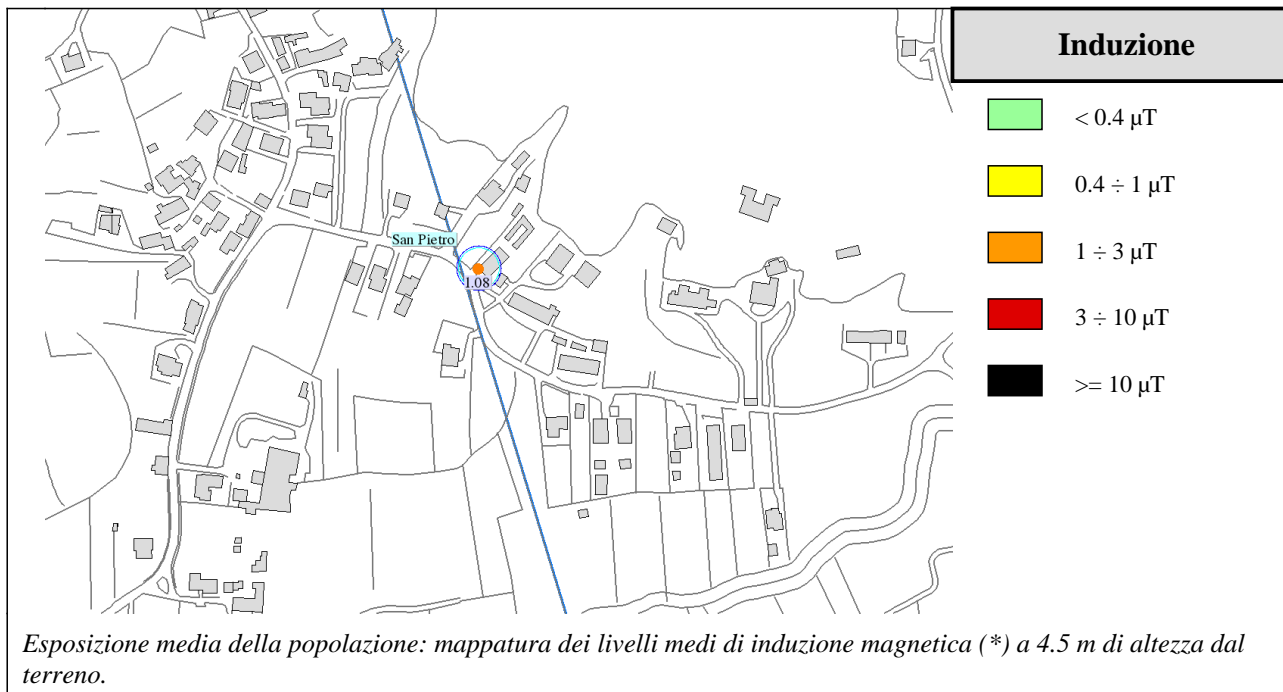 Induzione
< 0.4 µT
0.4 ÷ 1 µT
1 ÷ 3 µT
3 ÷ 10 µT
>= 10 µT
San Pietro
1.08
Esposizione media della popolazione: mappatura dei livelli medi di induzione magnetica (*) a 4.5 m di altezza dal
terreno.